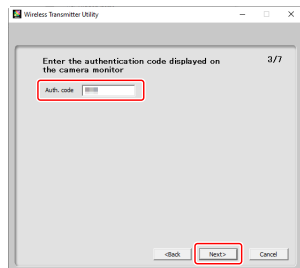 Wireless Transmitter Utility
Enter the authentication code displayed on
the camera monitor
3/7
Auth. code
<Back
Next>
Cancel